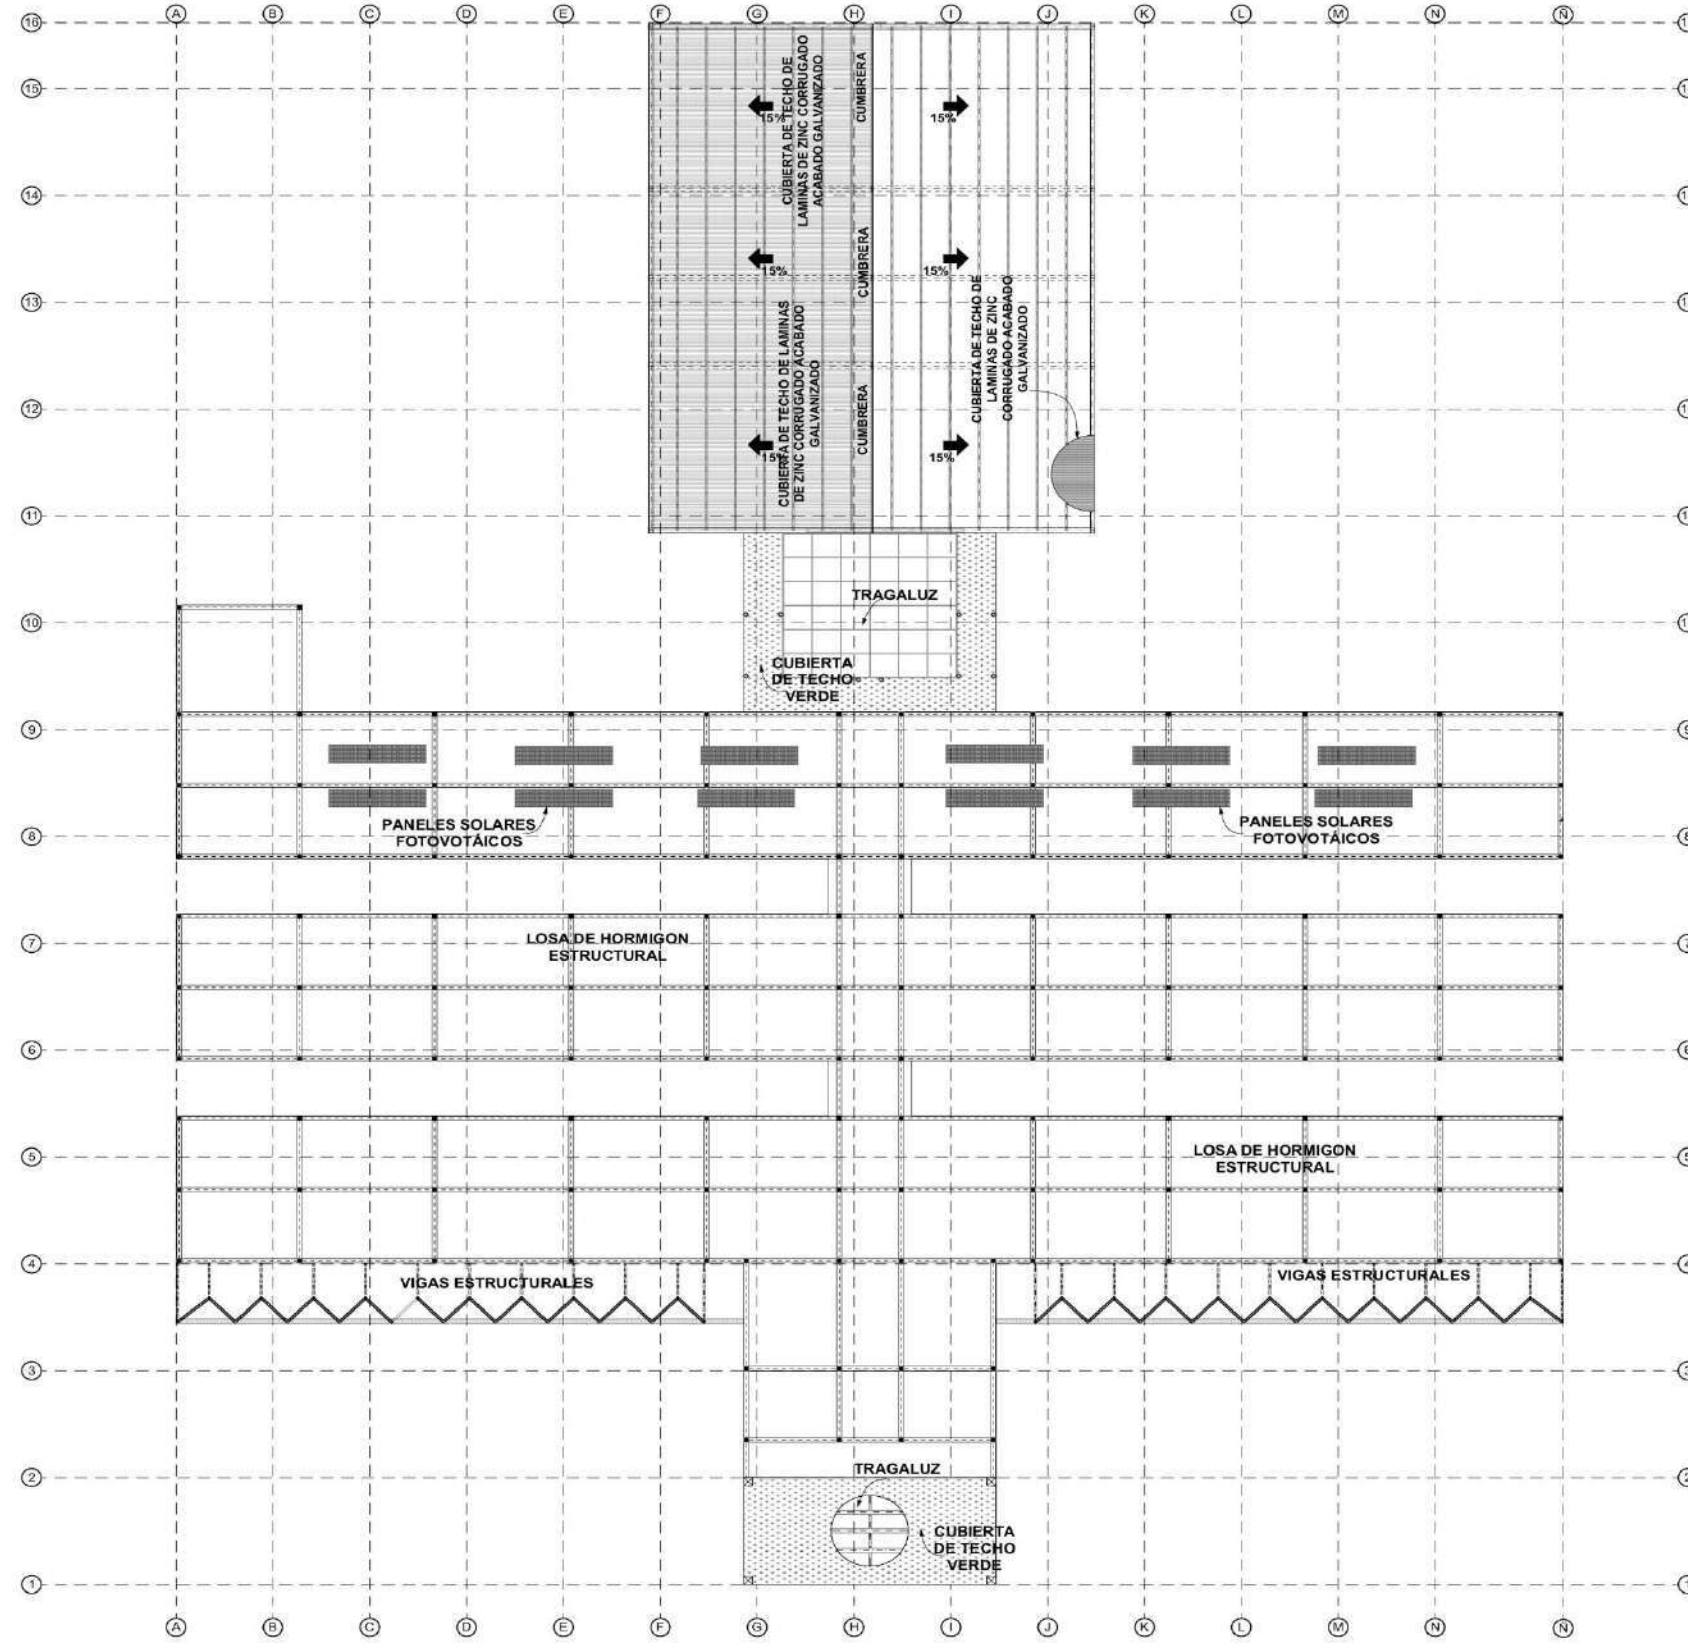 A B C D E F G H I J K L M N Ñ
16
15
14
13
12
11
10
9
8
7
6
5
4
3
2
1
CUBIERTA DE TECHO DE
LAMINAS DE ZINC CORRUGADO
ACABADO GALVANIZADO
CUMBRERA
15%
15%
CUMBRERA
15%
15%
CUBIERTA DE TECHO DE LAMINAS
DE ZINC CORRUGADO ACABADO
GALVANIZADO
CUMBRERA
CUBIERTA DE TECHO DE
LAMINAS DE ZINC
CORRUGADO ACABADO
GALVANIZADO
15%
15%
TRAGALUZ
CUBIERTA
DE TECHO
VERDE
PANELES SOLARES
FOTOVOTÁICOS
PANELES SOLARES
FOTOVOTÁICOS
LOSA DE HORMIGON
ESTRUCTURAL
LOSA DE HORMIGON
ESTRUCTURAL
VIGAS ESTRUCTURALES
VIGAS ESTRUCTURALES
TRAGALUZ
CUBIERTA
DE TECHO
VERDE
A B C D E F G H I J K L M N Ñ